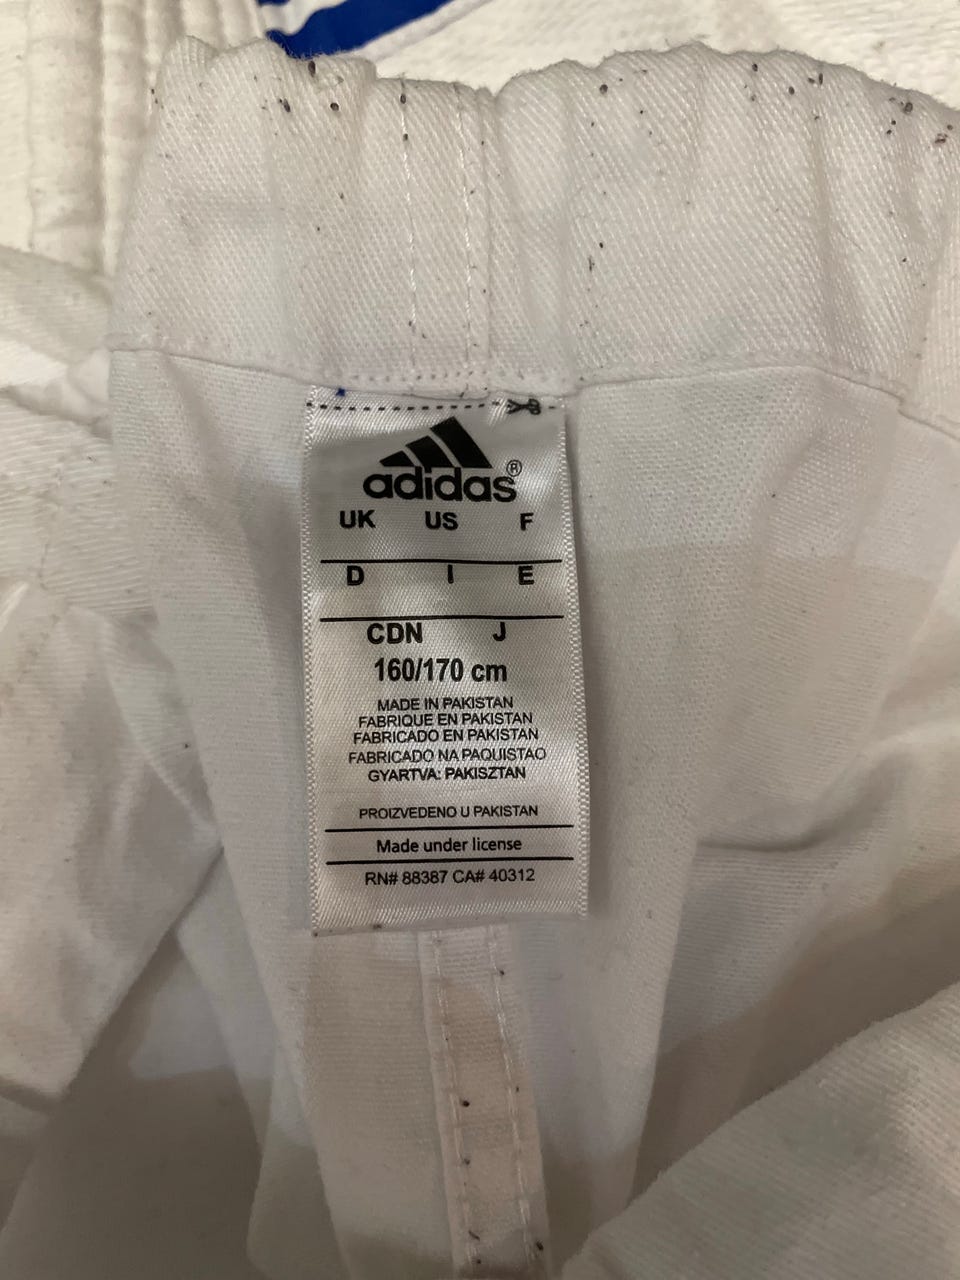 adidas®
UK US F
D I E
CDN J
160/170 cm
MADE IN PAKISTAN
FABRIQUE EN PAKISTAN
FABRICADO EN PAKISTAN
FABRICADO NA PAQUISTAO
GYARTVA: PAKISZTAN
PROIZVEDENO U PAKISTAN
Made under license
RN# 88387 CA# 40312